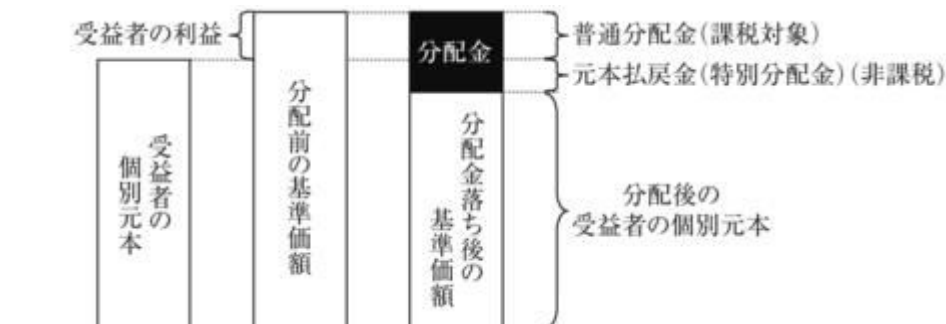 受益者の利益
分配金
普通分配金(課税対象)
元本払戻金(特別分配金)(非課税)
受益者の
個別元本
分配前の基準価額
分配金落ち後の
基準価額
分配後の
受益者の個別元本